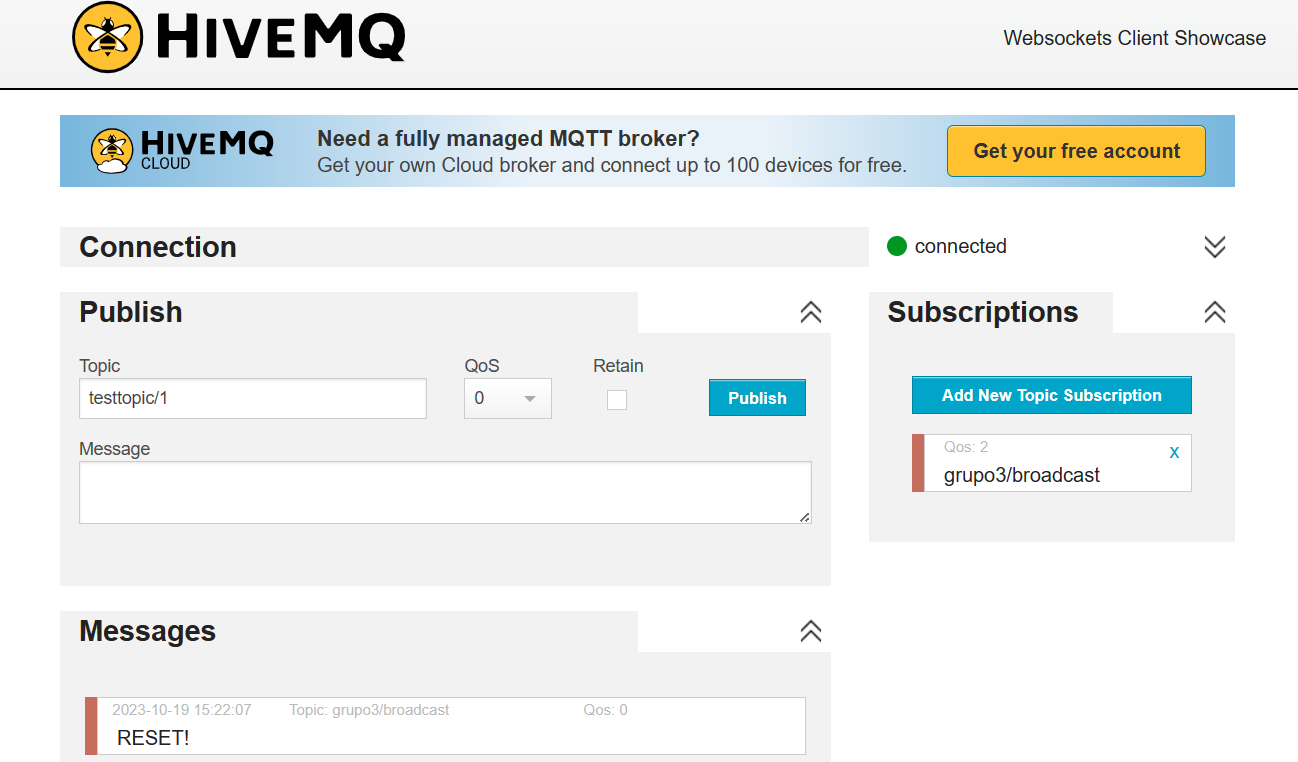 HIVEMQ
Websockets Client Showcase
HIVEMQ
CLOUD
Need a fully managed MQTT broker?
Get your own Cloud broker and connect up to 100 devices for free.
Get your free account
Connection
connected
Publish
Topic
QoS
Retain
testtopic/1
0
Publish
Message
Subscriptions
Add New Topic Subscription
Qos: 2
x
grupo3/broadcast
Messages
2023-10-19 15:22:07 Topic: grupo3/broadcast Qos: 0
RESET!